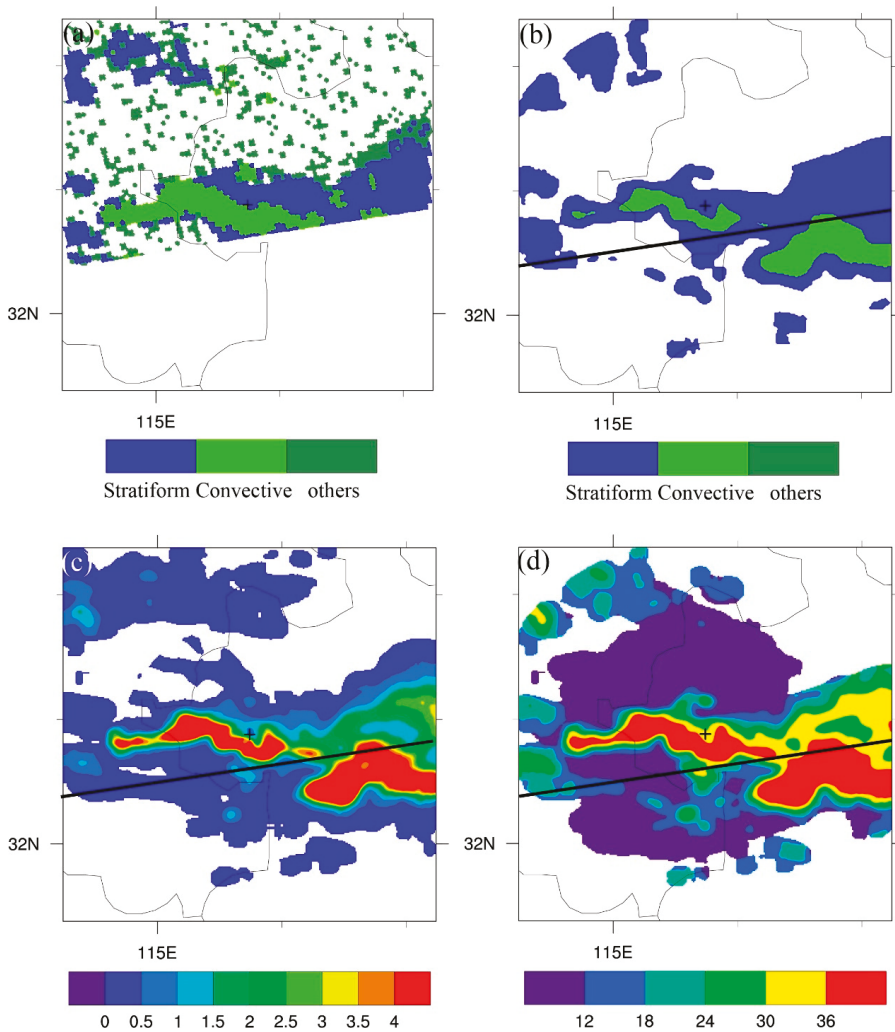 (a)
(b)
32N
32N
115E
115E
Stratiform Convective others
Stratiform Convective others
(c)
(d)
32N
32N
115E
115E
0 0.5 1 1.5 2 2.5 3 3.5 4
12 18 24 30 36